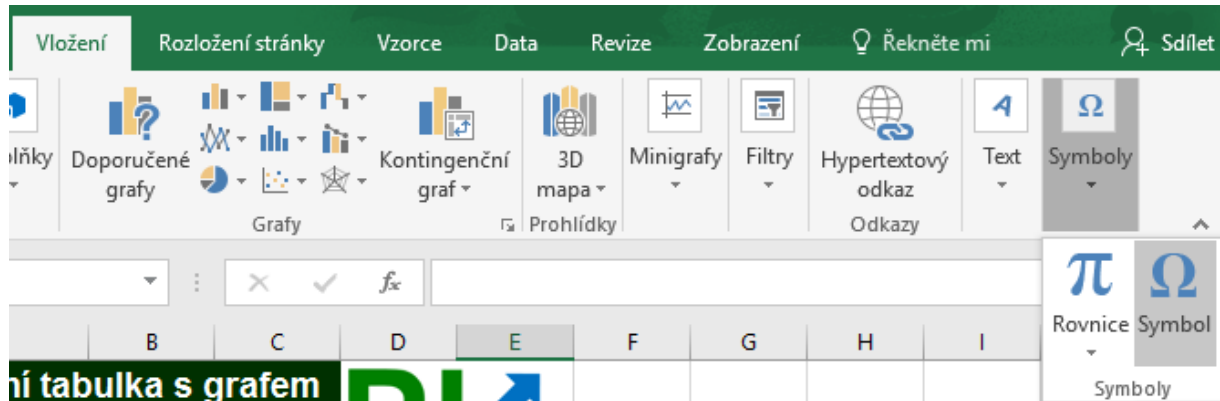 Vložení Rozložení stránky Vzorce Data Revize Zobrazení Řekněte mi Sdílet
Doporučené
grafy
Kontingenční
graf
3D
mapa
Minigrafy
Filtry
Hypertextový
odkaz
Text
Symboly
Grafy
Prohlídky
Odkazy
fx
π Ω
Rovnice Symbol
Symboly
B C D E F G H I
tabulka s grafem